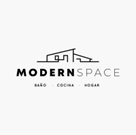 MODERNSPACE
BAÑO · COCINA · HOGAR